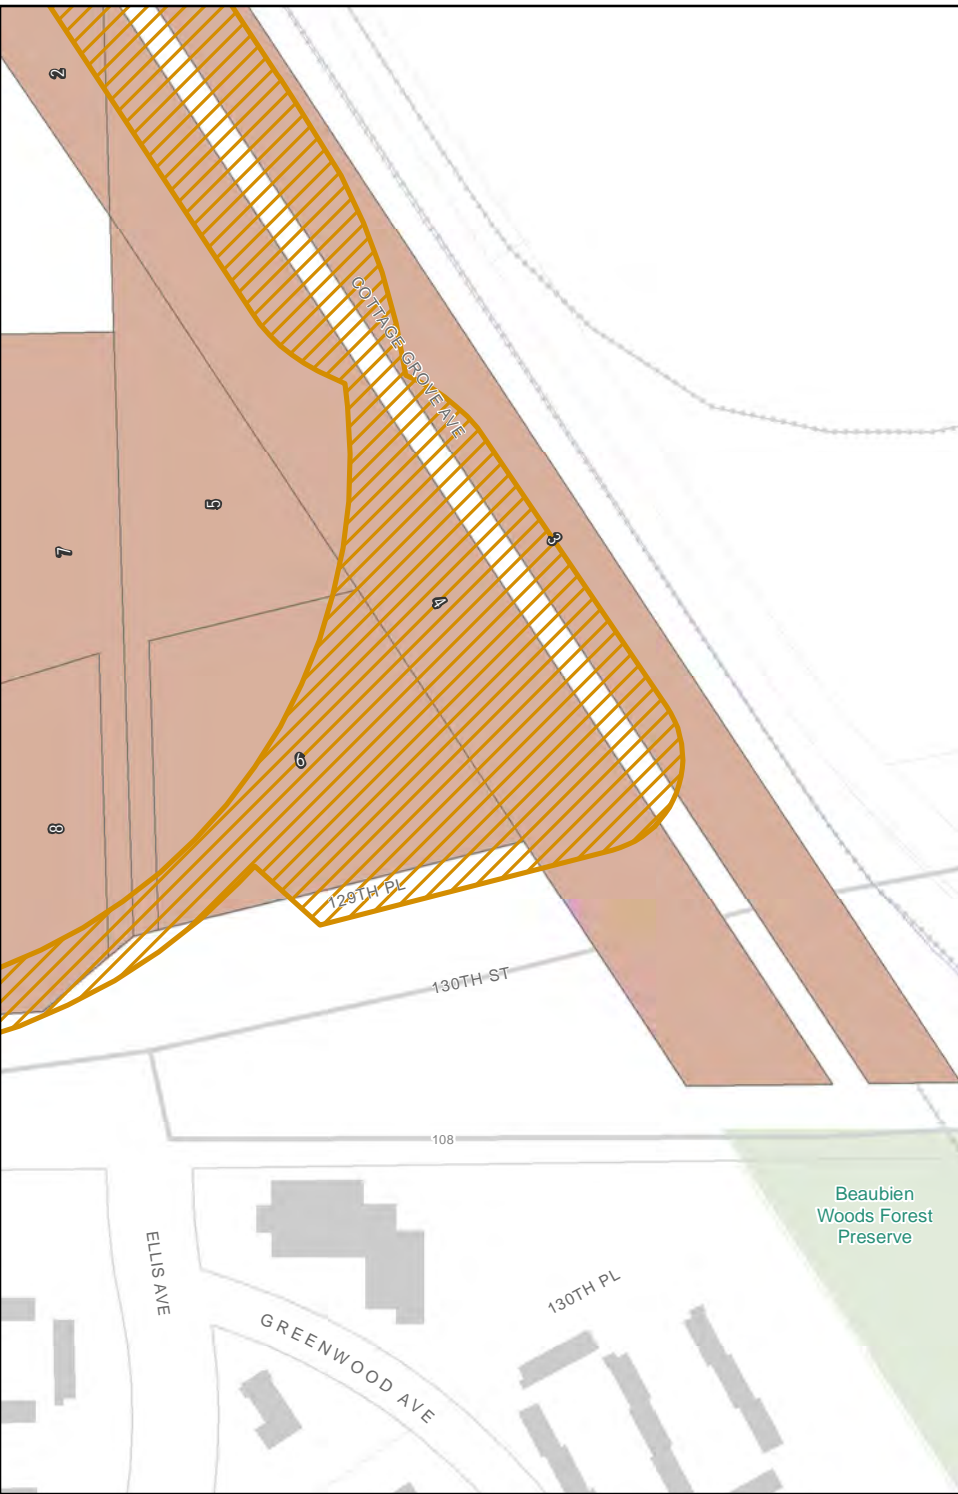 2
COTTAGE GROVE AVE
5
3
7
4
6
8
129TH PL
130TH ST
108
Beaubien
Woods Forest
Preserve
ELLIS AVE
130TH PL
GREENWOOD AVE